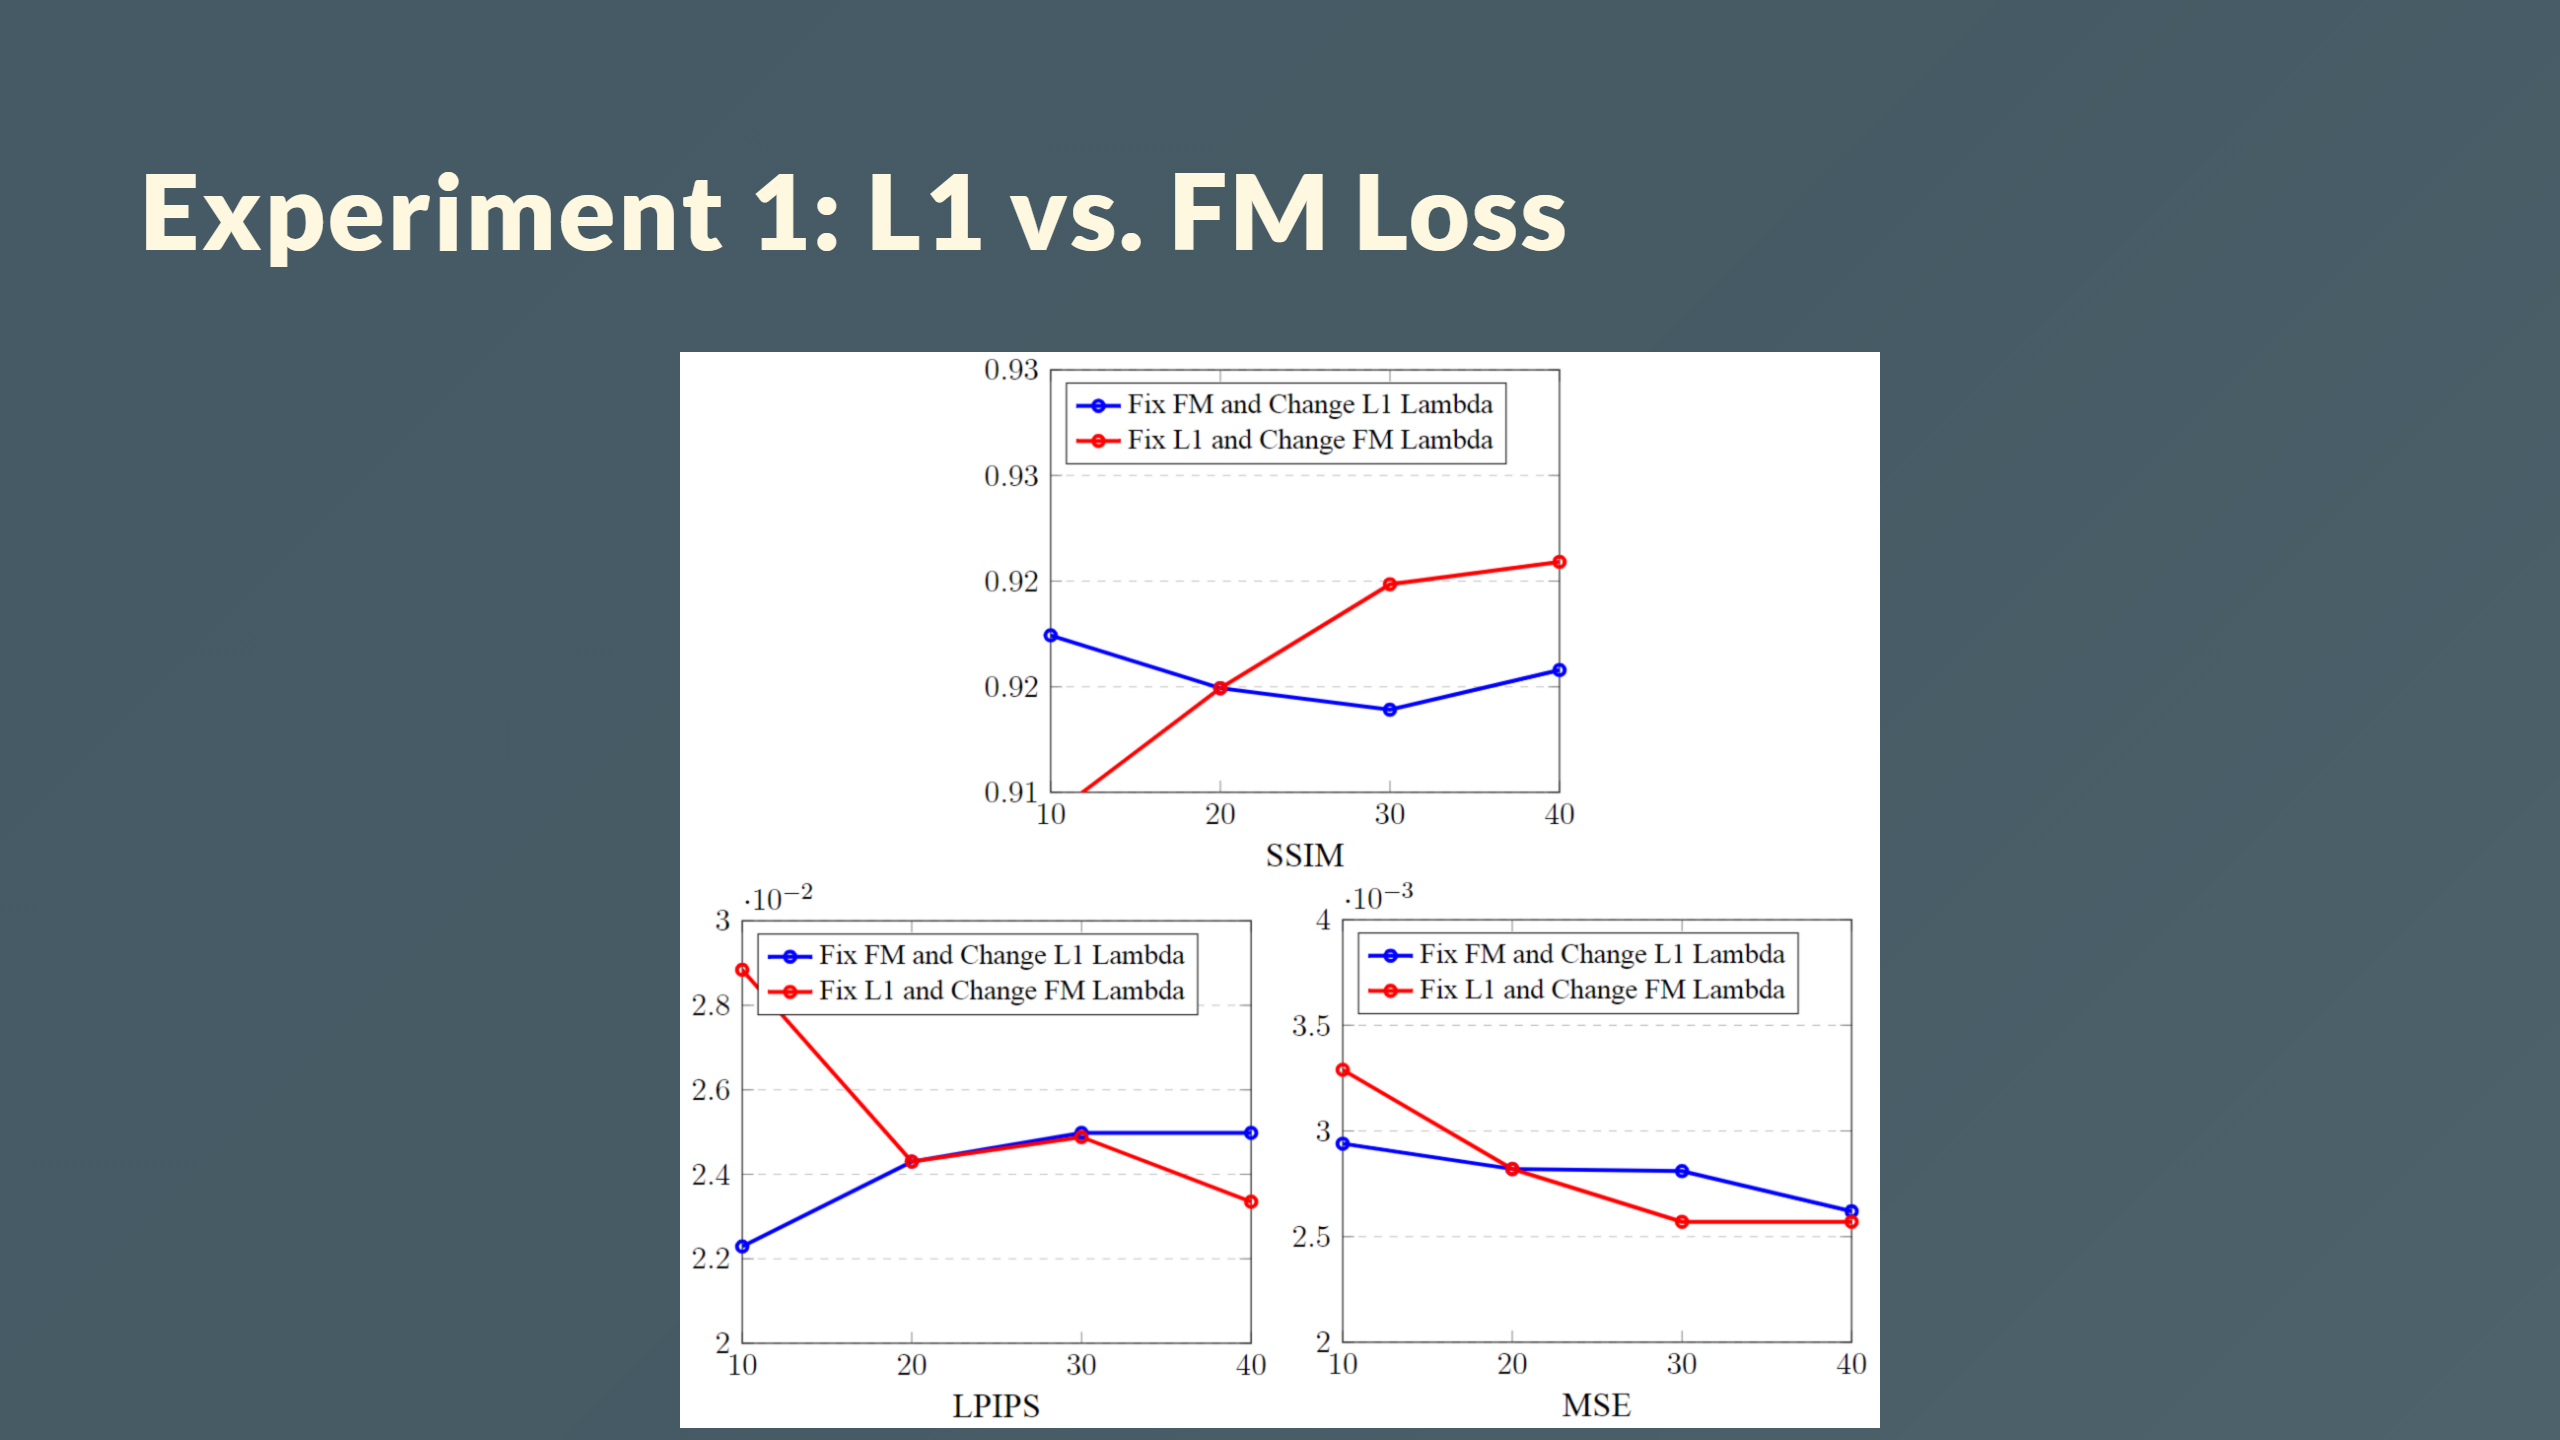 Experiment 1: L1 vs. FM Loss
0.93
Fix FM and Change L1 Lambda
Fix L1 and Change FM Lambda
0.93
0.92
0.92
0.91
10 20 30 40
SSIM
·10−2
3
Fix FM and Change L1 Lambda
Fix L1 and Change FM Lambda
2.8
2.6
2.4
2.2
2
10 20 30 40
LPIPS
·10−3
4
Fix FM and Change L1 Lambda
Fix L1 and Change FM Lambda
3.5
3
2.5
2
10 20 30 40
MSE